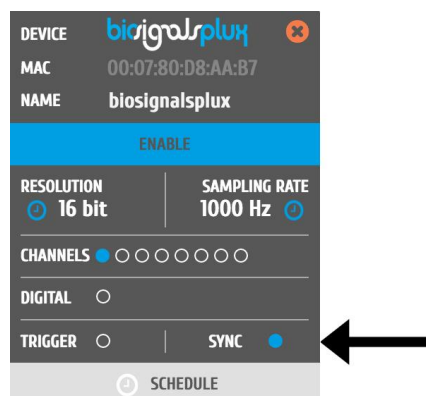 DEVICE biosignalsplux
MAC 00:07:80:D8:AA:B7
NAME biosignalsplux
ENABLE
RESOLUTION SAMPLING RATE
16 bit 1000 Hz
CHANNELS
DIGITAL
TRIGGER SYNC
SCHEDULE